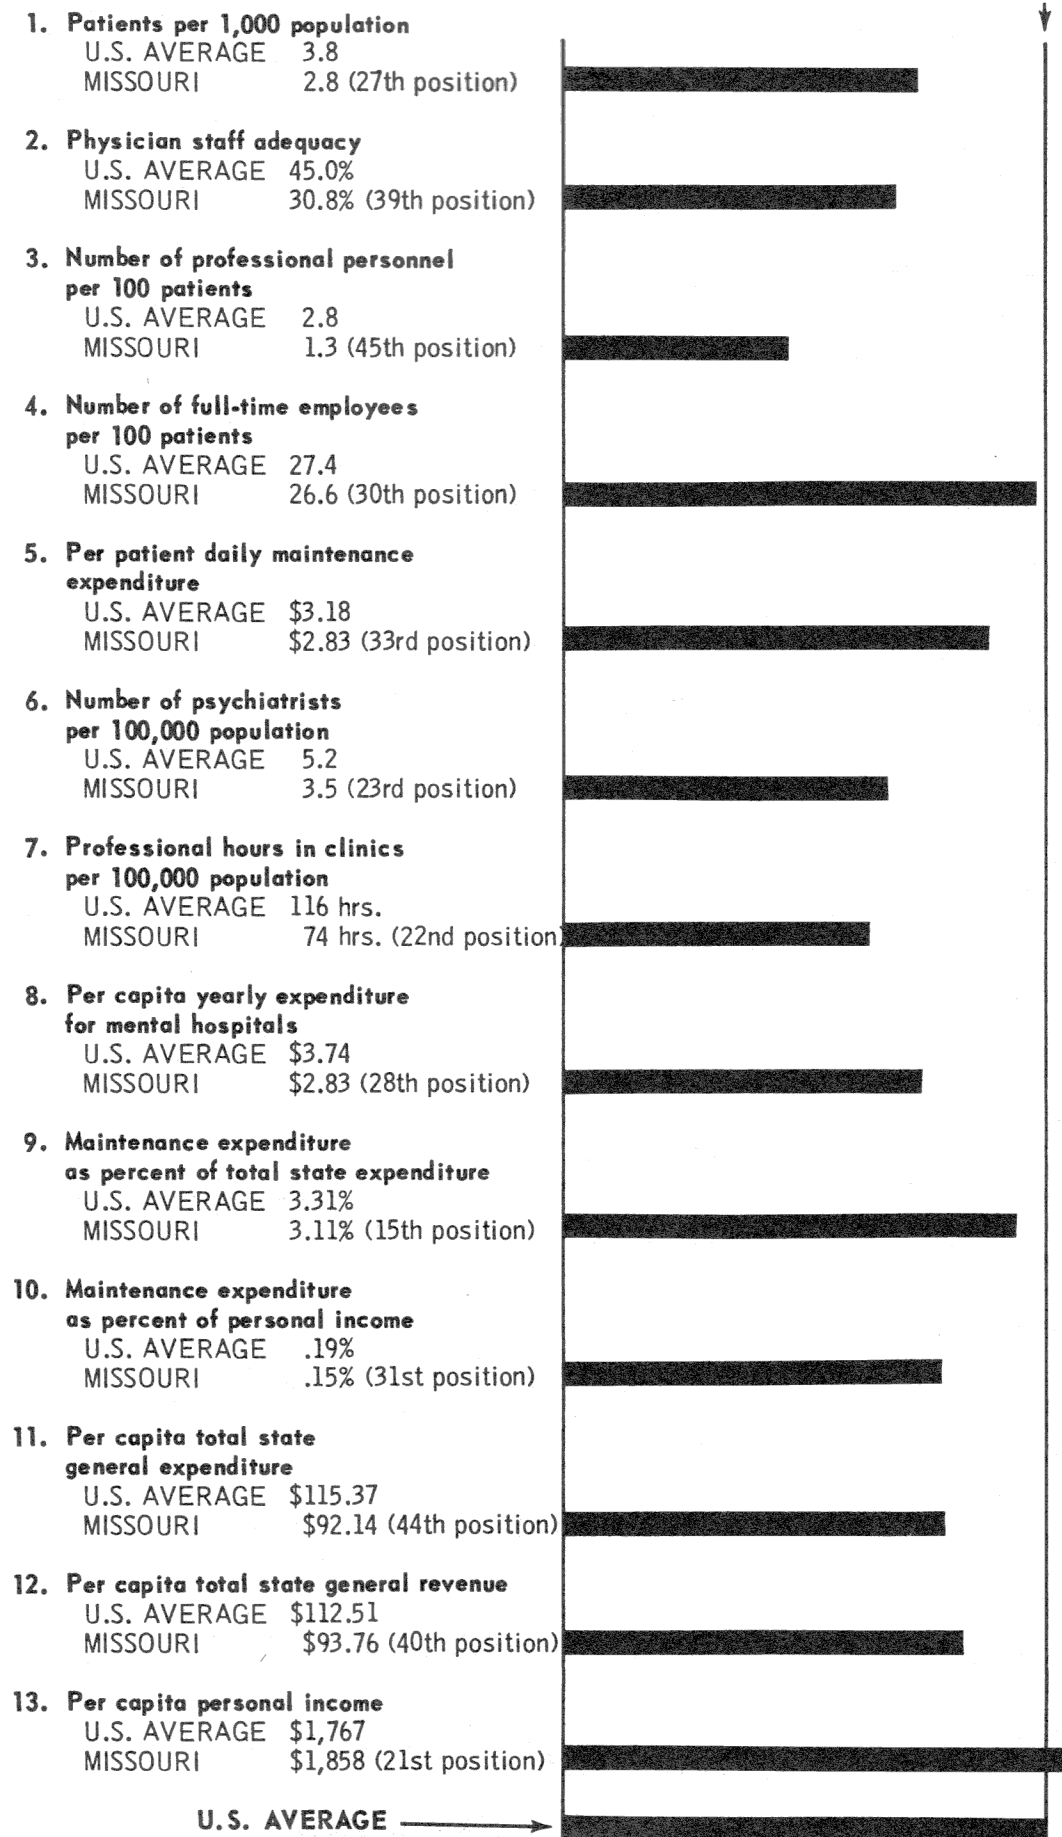 1. Patients per 1,000 population
U.S. AVERAGE 3.8
MISSOURI 2.8 (27th position)
2. Physician staff adequacy
U.S. AVERAGE 45.0%
MISSOURI 30.8% (39th position)
3. Number of professional personnel
per 100 patients
U.S. AVERAGE 2.8
MISSOURI 1.3 (45th position)
4. Number of full-time employees
per 100 patients
U.S. AVERAGE 27.4
MISSOURI 26.6 (30th position)
5. Per patient daily maintenance
expenditure
U.S. AVERAGE $3.18
MISSOURI $2.83 (33rd position)
6. Number of psychiatrists
per 100,000 population
U.S. AVERAGE 5.2
MISSOURI 3.5 (23rd position)
7. Professional hours in clinics
per 100,000 population
U.S. AVERAGE 116 hrs.
MISSOURI 74 hrs. (22nd position)
8. Per capita yearly expenditure
for mental hospitals
U.S. AVERAGE $3.74
MISSOURI $2.83 (28th position)
9. Maintenance expenditure
as percent of total state expenditure
U.S. AVERAGE 3.31%
MISSOURI 3.11% (15th position)
10. Maintenance expenditure
as percent of personal income
U.S. AVERAGE .19%
MISSOURI .15% (31st position)
11. Per capita total state
general expenditure
U.S. AVERAGE $115.37
MISSOURI $92.14 (44th position)
12. Per capita total state general revenue
U.S. AVERAGE $112.51
MISSOURI $93.76 (40th position)
13. Per capita personal income
U.S. AVERAGE $1,767
MISSOURI $1,858 (21st position)
U.S. AVERAGE